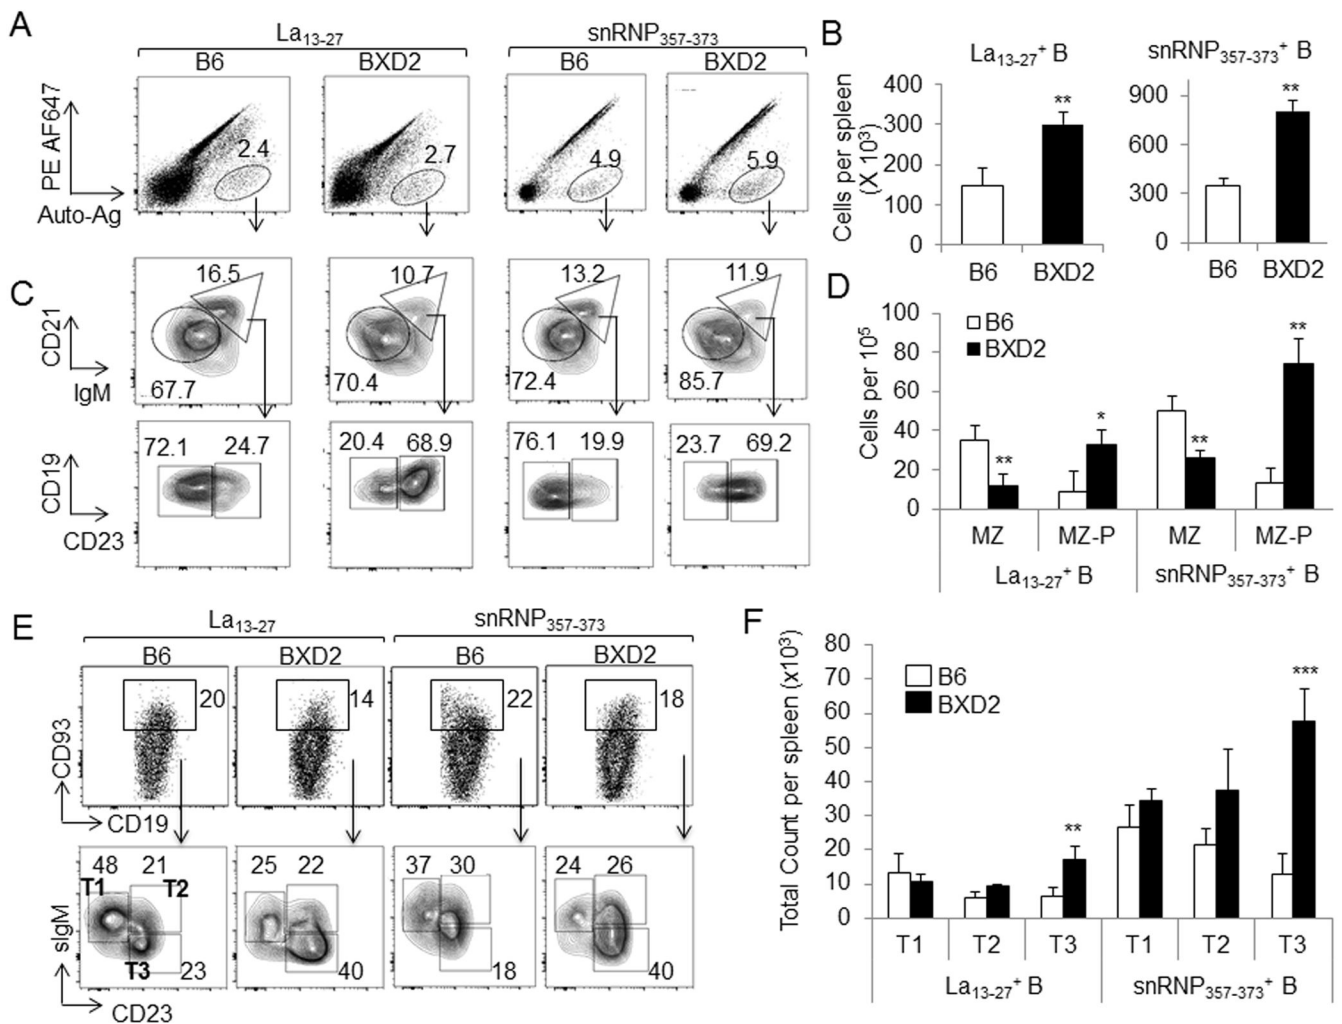 A
La13-27
snRNP357-373
B6
BXD2
B6
BXD2
PE AF647
Auto-Ag
2.4
2.7
4.9
5.9
B
La13-27+ B
snRNP357-373+ B
Cells per spleen
(X 10³)
400
300
200
100
0
B6
BXD2
**
900
600
300
0
B6
BXD2
**
C
CD21
IgM
16.5
67.7
10.7
70.4
13.2
72.4
11.9
85.7
CD19
CD23
72.1
24.7
20.4
68.9
76.1
19.9
23.7
69.2
D
Cells per 10⁵
100
80
60
40
20
0
B6
BXD2
**
*
**
**
MZ
MZ-P
MZ
MZ-P
La13-27+ B
snRNP357-373+ B
E
La13-27
snRNP357-373
B6
BXD2
B6
BXD2
CD93
CD19
20
14
22
18
sIgM
CD23
48
21
T1
T2
T3
23
25
22
40
37
30
18
24
26
40
F
Total Count per spleen (x10³)
80
70
60
50
40
30
20
10
0
B6
BXD2
**
***
T1
T2
T3
T1
T2
T3
La13-27+ B
snRNP357-373+ B